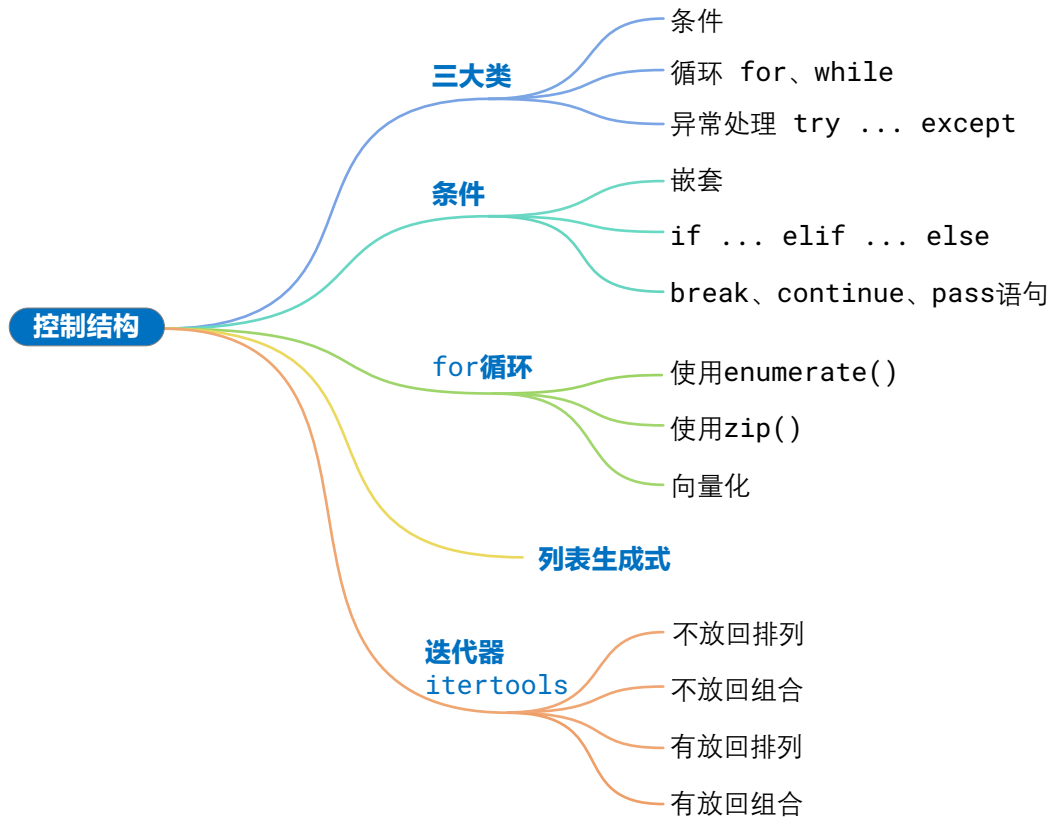 控制结构
三大类
条件
循环 for、while
异常处理 try ... except
条件
嵌套
if ... elif ... else
break、continue、pass语句
for循环
使用enumerate()
使用zip()
向量化
列表生成式
迭代器
itertools
不放回排列
不放回组合
有放回排列
有放回组合